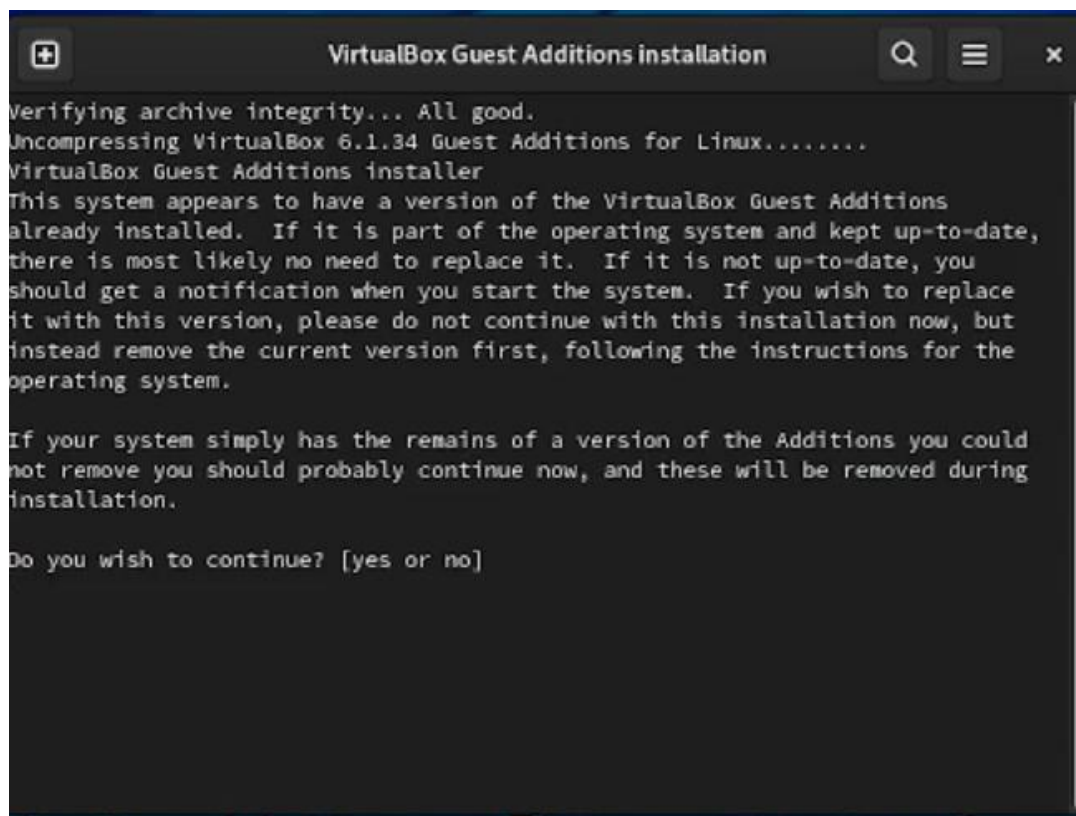 VirtualBox Guest Additions installation
Verifying archive integrity... All good.
Uncompressing VirtualBox 6.1.34 Guest Additions for Linux........
VirtualBox Guest Additions installer
This system appears to have a version of the VirtualBox Guest Additions
already installed.  If it is part of the operating system and kept up-to-date,
there is most likely no need to replace it.  If it is not up-to-date, you
should get a notification when you start the system.  If you wish to replace
it with this version, please do not continue with this installation now, but
instead remove the current version first, following the instructions for the
operating system.
If your system simply has the remains of a version of the Additions you could
not remove you should probably continue now, and these will be removed during
installation.
Do you wish to continue? [yes or no]